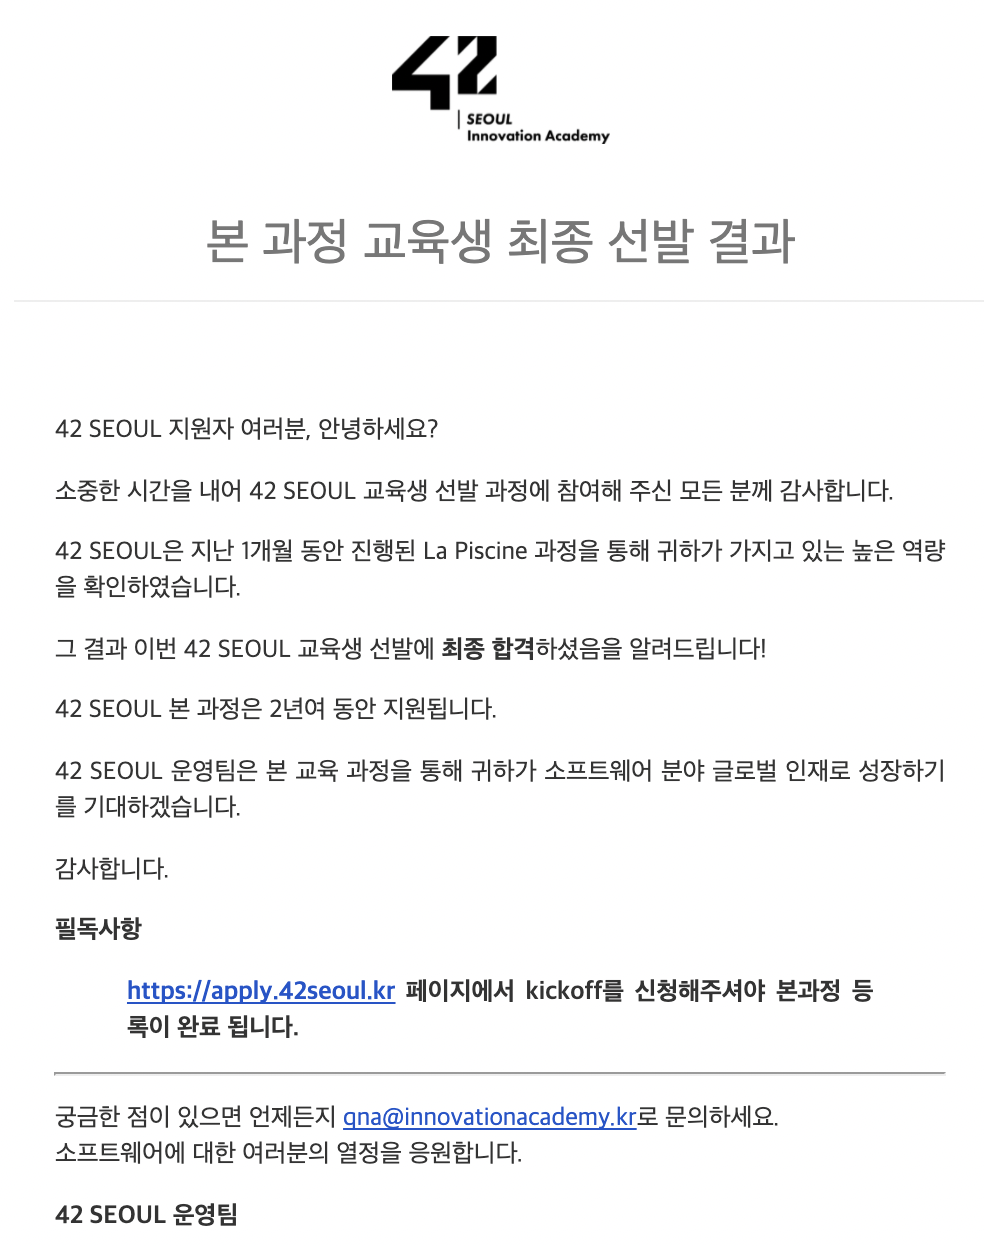 42
SEOUL
Innovation Academy
본 과정 교육생 최종 선발 결과
42 SEOUL 지원자 여러분, 안녕하세요?
소중한 시간을 내어 42 SEOUL 교육생 선발 과정에 참여해 주신 모든 분께 감사합니다.
42 SEOUL은 지난 1개월 동안 진행된 La Piscine 과정을 통해 귀하가 가지고 있는 높은 역량
을 확인하였습니다.
그 결과 이번 42 SEOUL 교육생 선발에 최종 합격하셨음을 알려드립니다!
42 SEOUL 본 과정은 2년여 동안 지원됩니다.
42 SEOUL 운영팀은 본 교육 과정을 통해 귀하가 소프트웨어 분야 글로벌 인재로 성장하기
를 기대하겠습니다.
감사합니다.
필독사항
https://apply.42seoul.kr 페이지에서 kickoff를 신청해주셔야 본과정 등
록이 완료 됩니다.
궁금한 점이 있으면 언제든지 qna@innovationacademy.kr로 문의하세요.
소프트웨어에 대한 여러분의 열정을 응원합니다.
42 SEOUL 운영팀